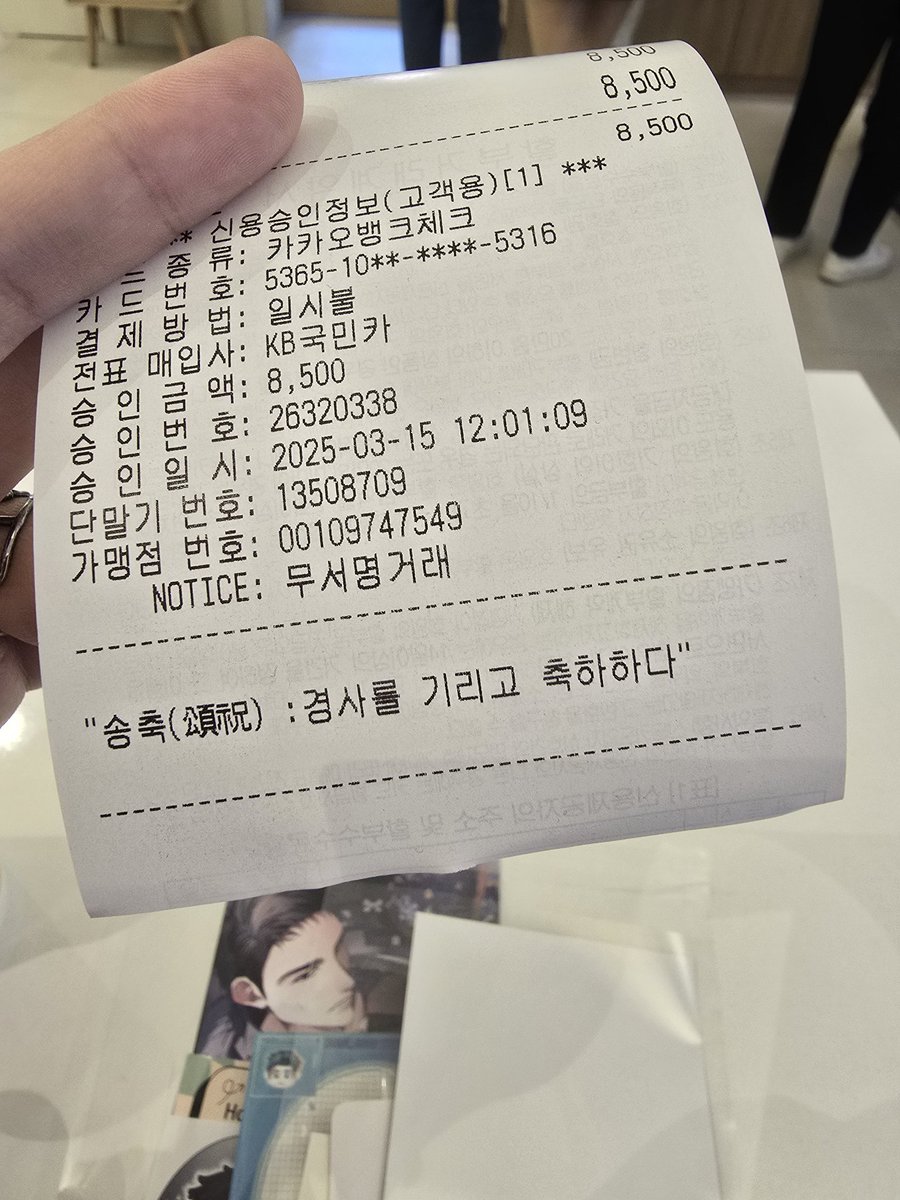 8,500
8,500
8,500
신용승인정보(고객용)[1] ***
종 류: 카카오뱅크체크
카 드 번 호: 5365-10**-****-5316
결 제 방 법: 일시불
전표 매입사: KB국민카
승 인 금 액: 8,500
승 인 번 호: 26320338
승 인 일 시: 2025-03-15 12:01:09
단말기 번호: 13508709
가맹점 번호: 00109747549
NOTICE: 무서명거래
"송축(頌祝) :경사를 기리고 축하하다"